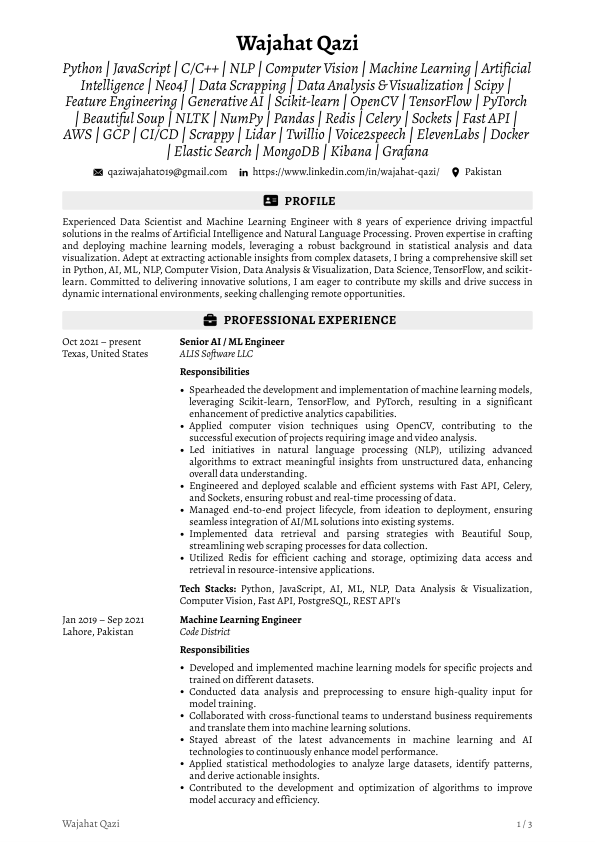 Wajahat Qazi
Python | JavaScript | C/C++ | NLP | Computer Vision | Machine Learning | Artificial
Intelligence | Neo4J | Data Scrapping | Data Analysis &Visualization | Scipy |
Feature Engineering | Generative AI | Scikit-learn | OpenCV | TensorFlow | PyTorch
| Beautiful Soup | NLTK | NumPy | Pandas | Redis | Celery | Sockets | Fast API |
AWS | GCP | CI/CD | Scrappy | Lidar | Twillio | Voice2speech | ElevenLabs | Docker
| Elastic Search | MongoDB | Kibana | Grafana
qaziwajahat019@gmail.com https://www.linkedin.com/in/wajahat-qazi/ Pakistan
PROFILE
Experienced Data Scientist and Machine Learning Engineer with 8 years of experience driving impactful
solutions in the realms of Artificial Intelligence and Natural Language Processing. Proven expertise in crafting
and deploying machine learning models, leveraging a robust background in statistical analysis and data
visualization. Adept at extracting actionable insights from complex datasets, I bring a comprehensive skill set
in Python, AI, ML, NLP, Computer Vision, Data Analysis & Visualization, Data Science, TensorFlow, and scikit-
learn. Committed to delivering innovative solutions, I am eager to contribute my skills and drive success in
dynamic international environments, seeking challenging remote opportunities.
PROFESSIONAL EXPERIENCE
Oct 2021 – present
Texas, United States
Senior AI / ML Engineer
ALIS Software LLC
Responsibilities
• Spearheaded the development and implementation of machine learning models,
leveraging Scikit-learn, TensorFlow, and PyTorch, resulting in a significant
enhancement of predictive analytics capabilities.
• Applied computer vision techniques using OpenCV, contributing to the
successful execution of projects requiring image and video analysis.
• Led initiatives in natural language processing (NLP), utilizing advanced
algorithms to extract meaningful insights from unstructured data, enhancing
overall data understanding.
• Engineered and deployed scalable and efficient systems with Fast API, Celery,
and Sockets, ensuring robust and real-time processing of data.
• Managed end-to-end project lifecycle, from ideation to deployment, ensuring
seamless integration of AI/ML solutions into existing systems.
• Implemented data retrieval and parsing strategies with Beautiful Soup,
streamlining web scraping processes for data collection.
• Utilized Redis for efficient caching and storage, optimizing data access and
retrieval in resource-intensive applications.
Tech Stacks: Python, JavaScript, AI, ML, NLP, Data Analysis & Visualization,
Computer Vision, Fast API, PostgreSQL, REST API's
Jan 2019 – Sep 2021
Lahore, Pakistan
Machine Learning Engineer
Code District
Responsibilities
• Developed and implemented machine learning models for specific projects and
trained on different datasets.
• Conducted data analysis and preprocessing to ensure high-quality input for
model training.
• Collaborated with cross-functional teams to understand business requirements
and translate them into machine learning solutions.
• Stayed abreast of the latest advancements in machine learning and AI
technologies to continuously enhance model performance.
• Applied statistical methodologies to analyze large datasets, identify patterns,
and derive actionable insights.
• Contributed to the development and optimization of algorithms to improve
model accuracy and efficiency.
Wajahat Qazi
1 / 3